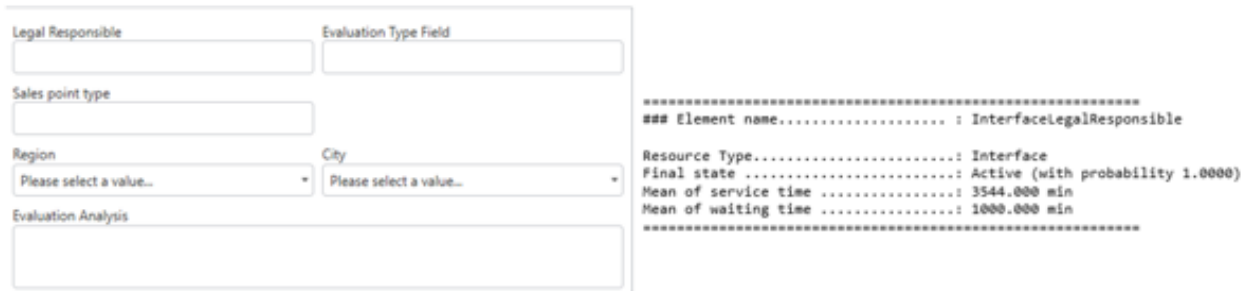 Legal Responsible
Evaluation Type Field
Sales point type
Region
City
Please select a value...
Please select a value...
Evaluation Analysis
===========================================================
### Element name.................... : InterfaceLegalResponsible
Resource Type........................: Interface
Final state .........................: Active (with probability 1.0000)
Mean of service time ................: 3544.000 min
Mean of waiting time ................: 1000.000 min
===========================================================